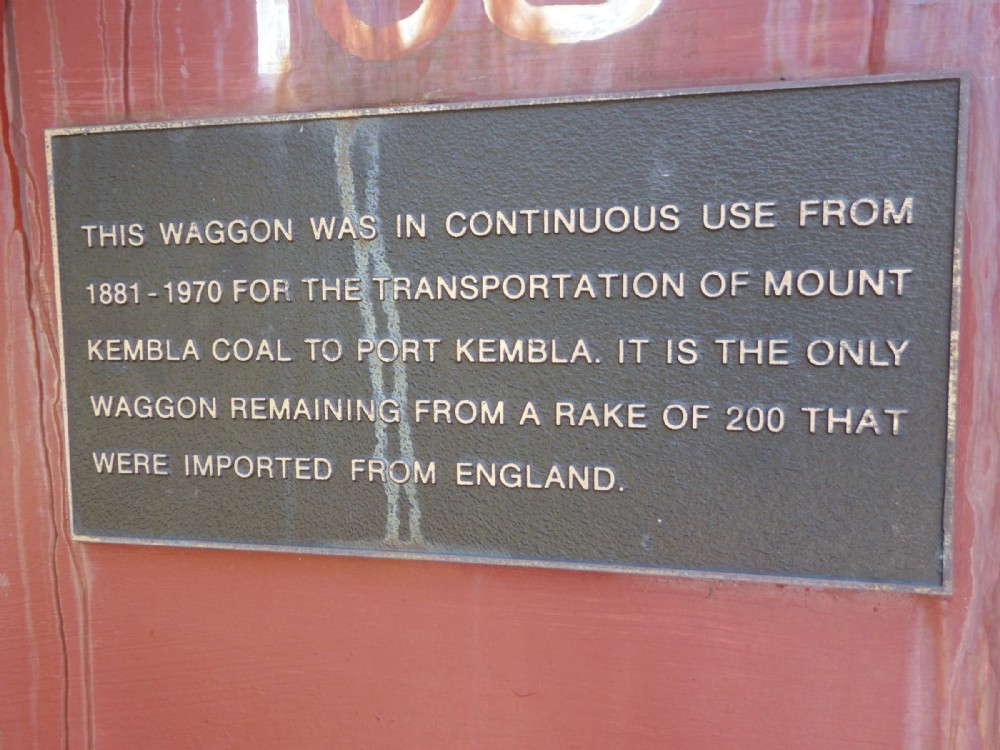 THIS WAGGON WAS IN CONTINUOUS USE FROM
1881-1970 FOR THE TRANSPORTATION OF MOUNT
KEMBLA COAL TO PORT KEMBLA. IT IS THE ONLY
WAGGON REMAINING FROM A RAKE OF 200 THAT
WERE IMPORTED FROM ENGLAND.